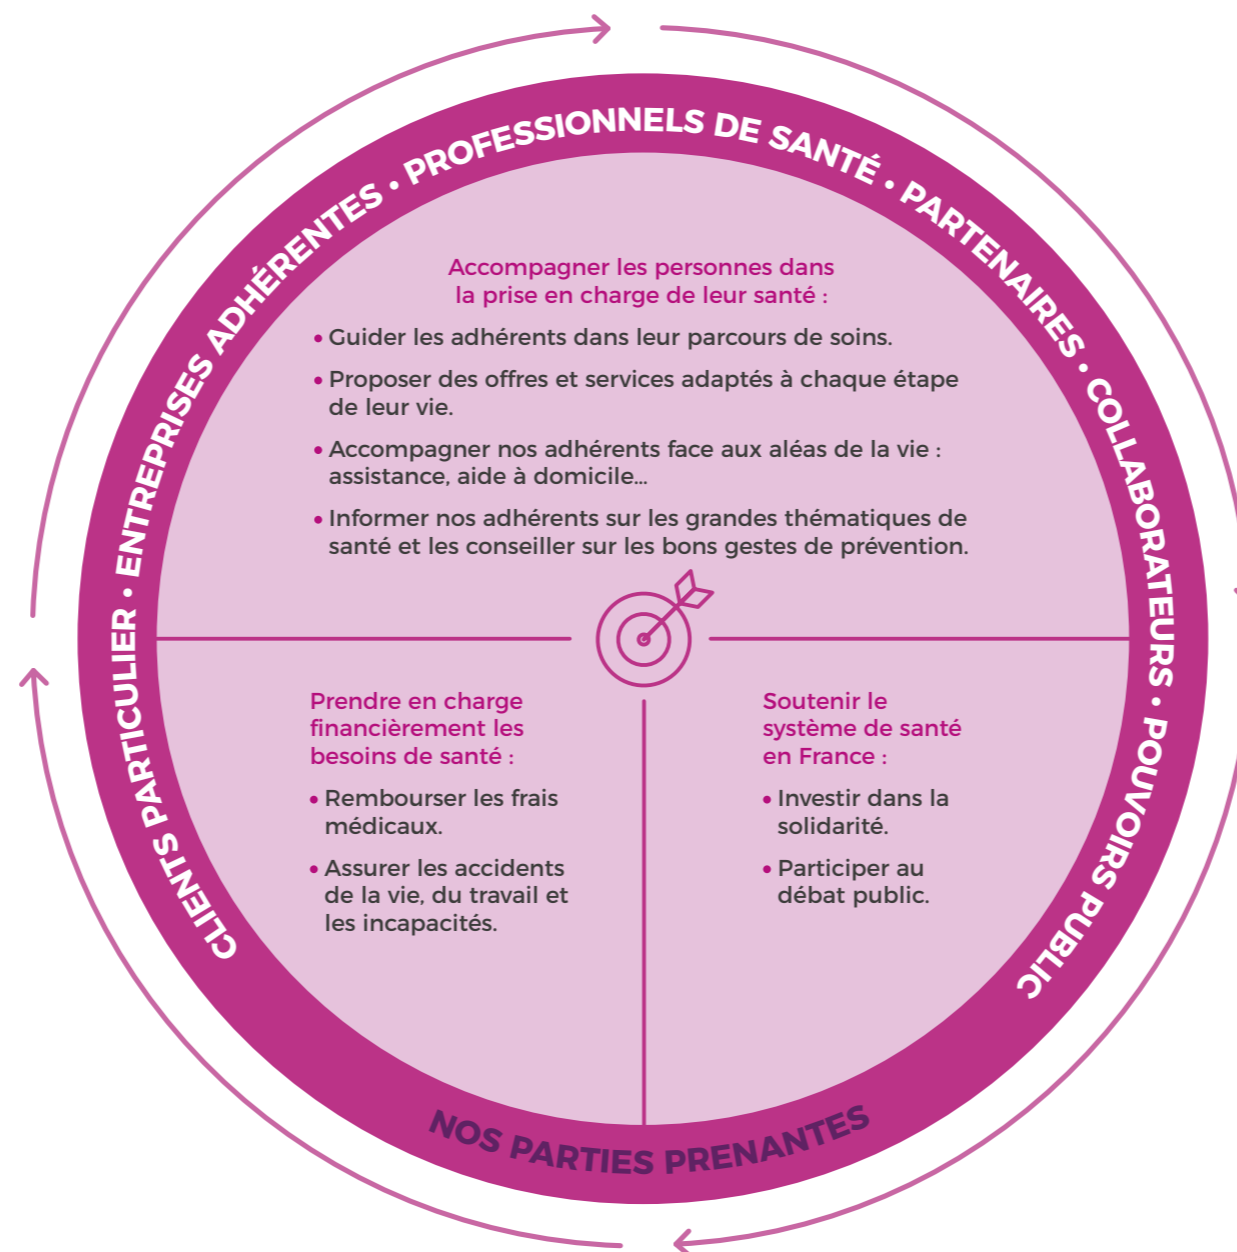 CLIENTS PARTICULIER • ENTREPRISES ADHÉRENTES • PROFESSIONNELS DE SANTÉ • PARTENAIRES • COLLABORATEURS • POUVOIRS PUBLIC
Accompagner les personnes dans
la prise en charge de leur santé :
• Guider les adhérents dans leur parcours de soins.
• Proposer des offres et services adaptés à chaque étape
de leur vie.
• Accompagner nos adhérents face aux aléas de la vie :
assistance, aide à domicile...
• Informer nos adhérents sur les grandes thématiques de
santé et les conseiller sur les bons gestes de prévention.
Prendre en charge
financièrement les
besoins de santé :
• Rembourser les frais
médicaux.
• Assurer les accidents
de la vie, du travail et
les incapacités.
Soutenir le
système de santé
en France :
• Investir dans la
solidarité.
• Participer au
débat public.
NOS PARTIES PRENANTES